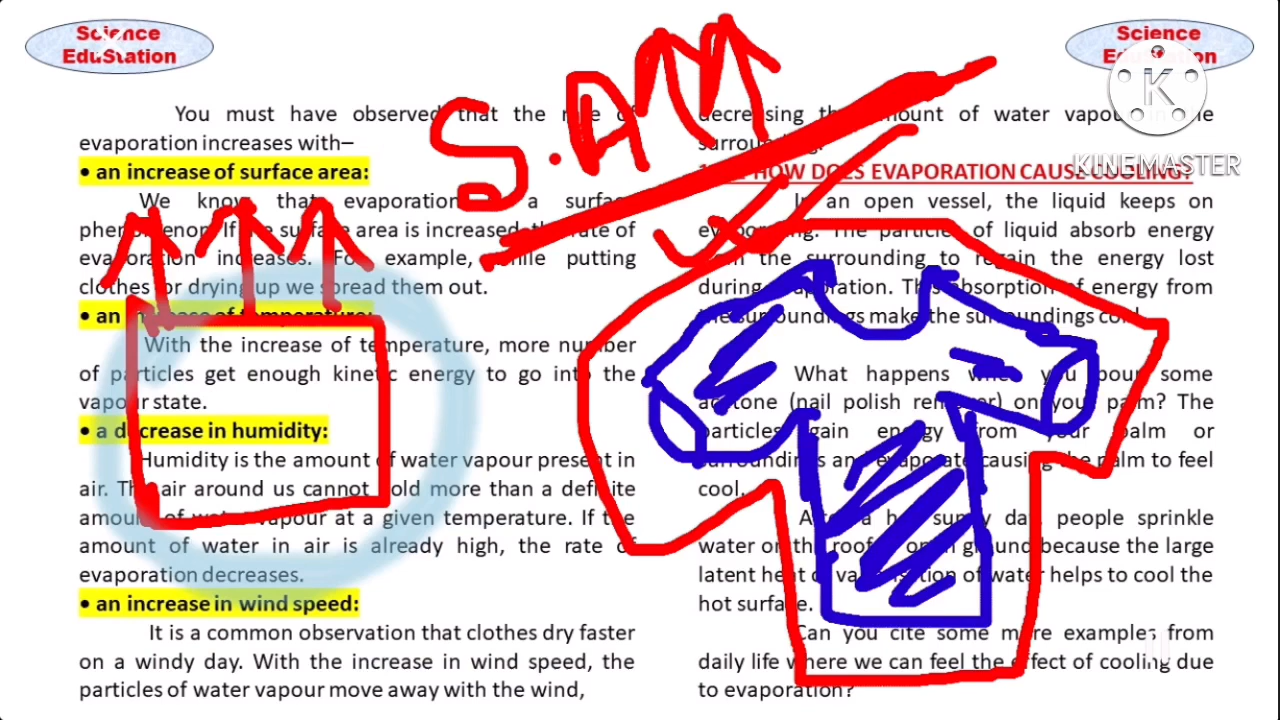 Science
EduStation
You must have observed that the rate of
evaporation increases with–
• an increase of surface area:
We know that evaporation is a surface
phenomenon. If the surface area is increased, the rate of
evaporation increases. For example, while putting
clothes for drying up we spread them out.
• an increase of temperature:
With the increase of temperature, more number
of particles get enough kinetic energy to go into the
vapour state.
• a decrease in humidity:
Humidity is the amount of water vapour present in
air. The air around us cannot hold more than a definite
amount of water vapour at a given temperature. If the
amount of water in air is already high, the rate of
evaporation decreases.
• an increase in wind speed:
It is a common observation that clothes dry faster
on a windy day. With the increase in wind speed, the
particles of water vapour move away with the wind,
S.A
Science
EduStation
K
KINEMASTER
decreasing the amount of water vapour in the
surrounding.
HOW DOES EVAPORATION CAUSE COOLING?
In an open vessel, the liquid keeps on
evaporating. The particles of liquid absorb energy
from the surrounding to regain the energy lost
during evaporation. This absorption of energy from
the surroundings make the surroundings cold.
What happens when you pour some
acetone (nail polish remover) on your palm? The
particles gain energy from your palm or
surroundings and evaporate causing the palm to feel
cool.
After a hot sunny day, people sprinkle
water on the roof or open ground because the large
latent heat of vaporisation of water helps to cool the
hot surface.
Can you cite some more examples from
daily life where we can feel the effect of cooling due
to evaporation?